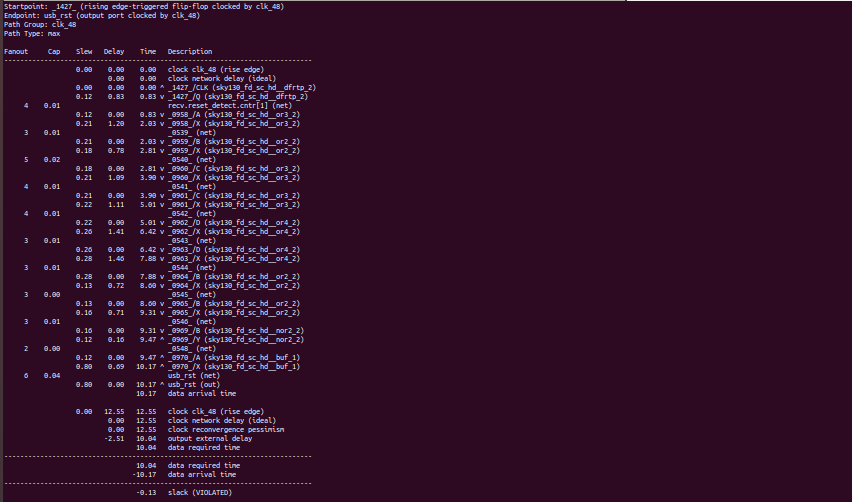 Startpoint: _1427_ (rising edge-triggered flip-flop clocked by clk_48)
Endpoint: usb_rst (output port clocked by clk_48)
Path Group: clk_48
Path Type: max
Fanout Cap Slew Delay Time Description
--------------------------------------------------------------------------
0.00 0.00 0.00 clock clk_48 (rise edge)
0.00 0.00 clock network delay (ideal)
0.00 0.00 0.00 ^ _1427_/CLK (sky130_fd_sc_hd__dfrtp_2)
0.12 0.83 0.83 v _1427_/Q (sky130_fd_sc_hd__dfrtp_2)
4 0.01 recv.reset_detect.cntr[1] (net)
0.12 0.00 0.83 v _0958_/A (sky130_fd_sc_hd__or3_2)
0.21 1.20 2.03 v _0958_/X (sky130_fd_sc_hd__or3_2)
3 0.01 _0539_ (net)
0.21 0.00 2.03 v _0959_/B (sky130_fd_sc_hd__or2_2)
0.18 0.78 2.81 v _0959_/X (sky130_fd_sc_hd__or2_2)
5 0.02 _0540_ (net)
0.18 0.00 2.81 v _0960_/C (sky130_fd_sc_hd__or3_2)
0.21 1.09 3.90 v _0960_/X (sky130_fd_sc_hd__or3_2)
4 0.01 _0541_ (net)
0.21 0.00 3.90 v _0961_/C (sky130_fd_sc_hd__or3_2)
0.22 1.11 5.01 v _0961_/X (sky130_fd_sc_hd__or3_2)
4 0.01 _0542_ (net)
0.22 0.00 5.01 v _0962_/D (sky130_fd_sc_hd__or4_2)
0.26 1.41 6.42 v _0962_/X (sky130_fd_sc_hd__or4_2)
3 0.01 _0543_ (net)
0.26 0.00 6.42 v _0963_/D (sky130_fd_sc_hd__or4_2)
0.28 1.46 7.88 v _0963_/X (sky130_fd_sc_hd__or4_2)
3 0.01 _0544_ (net)
0.28 0.00 7.88 v _0964_/B (sky130_fd_sc_hd__or2_2)
0.13 0.72 8.60 v _0964_/X (sky130_fd_sc_hd__or2_2)
3 0.00 _0545_ (net)
0.13 0.00 8.60 v _0965_/B (sky130_fd_sc_hd__or2_2)
0.16 0.71 9.31 v _0965_/X (sky130_fd_sc_hd__or2_2)
3 0.01 _0546_ (net)
0.16 0.00 9.31 v _0969_/B (sky130_fd_sc_hd__nor2_2)
0.12 0.16 9.47 ^ _0969_/Y (sky130_fd_sc_hd__nor2_2)
2 0.00 _0548_ (net)
0.12 0.00 9.47 ^ _0970_/A (sky130_fd_sc_hd__buf_1)
0.80 0.69 10.17 ^ _0970_/X (sky130_fd_sc_hd__buf_1)
6 0.04 usb_rst (net)
0.80 0.00 10.17 ^ usb_rst (out)
10.17 data arrival time
0.00 12.55 12.55 clock clk_48 (rise edge)
0.00 12.55 clock network delay (ideal)
0.00 12.55 clock reconvergence pessimism
-2.51 10.04 output external delay
10.04 data required time
--------------------------------------------------------------------------
10.04 data required time
-10.17 data arrival time
--------------------------------------------------------------------------
-0.13 slack (VIOLATED)